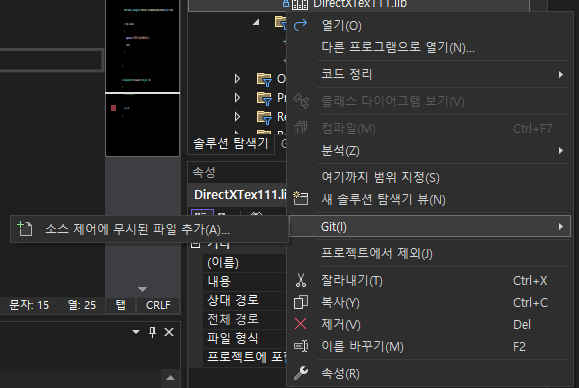 DirectXTex111.lib
열기(O)
다른 프로그램으로 열기(N)...
코드 정리
클래스 다이어그램 보기(V)
컴파일(M) Ctrl+F7
분석(Z)
여기까지 범위 지정(S)
새 솔루션 탐색기 뷰(N)
Git(I)
소스 제어에 무시된 파일 추가(A)...
프로젝트에서 제외(J)
잘라내기(T) Ctrl+X
복사(Y) Ctrl+C
제거(V) Del
이름 바꾸기(M) F2
속성(R)
솔루션 탐색기
속성
DirectXTex111.li
(이름)
내용
상대 경로
전체 경로
파일 형식
프로젝트에 포함
문자: 15 열: 25 탭 CRLF